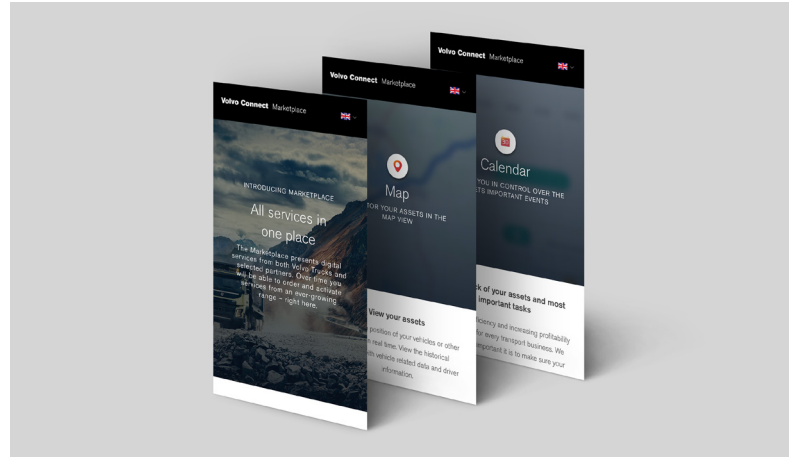 Volvo Connect Marketplace
INTRODUCING MARKETPLACE
All services in
one place
The Marketplace presents digital
services from both Volvo Trucks and
selected partners. Over time you
will be able to order and activate
services from an ever-growing
range – right here.
Volvo Connect Marketplace
Map
TOR YOUR ASSETS IN THE
MAP VIEW
View your assets
position of your vehicles or other
n real time. View the historical
vehicle related data and driver
information.
Volvo Connect Marketplace
Calendar
YOU IN CONTROL OVER THE
ETS IMPORTANT EVENTS
ck of your assets and most
important tasks
ficiency and increasing profitability
for every transport business. We
mportant it is to make sure your